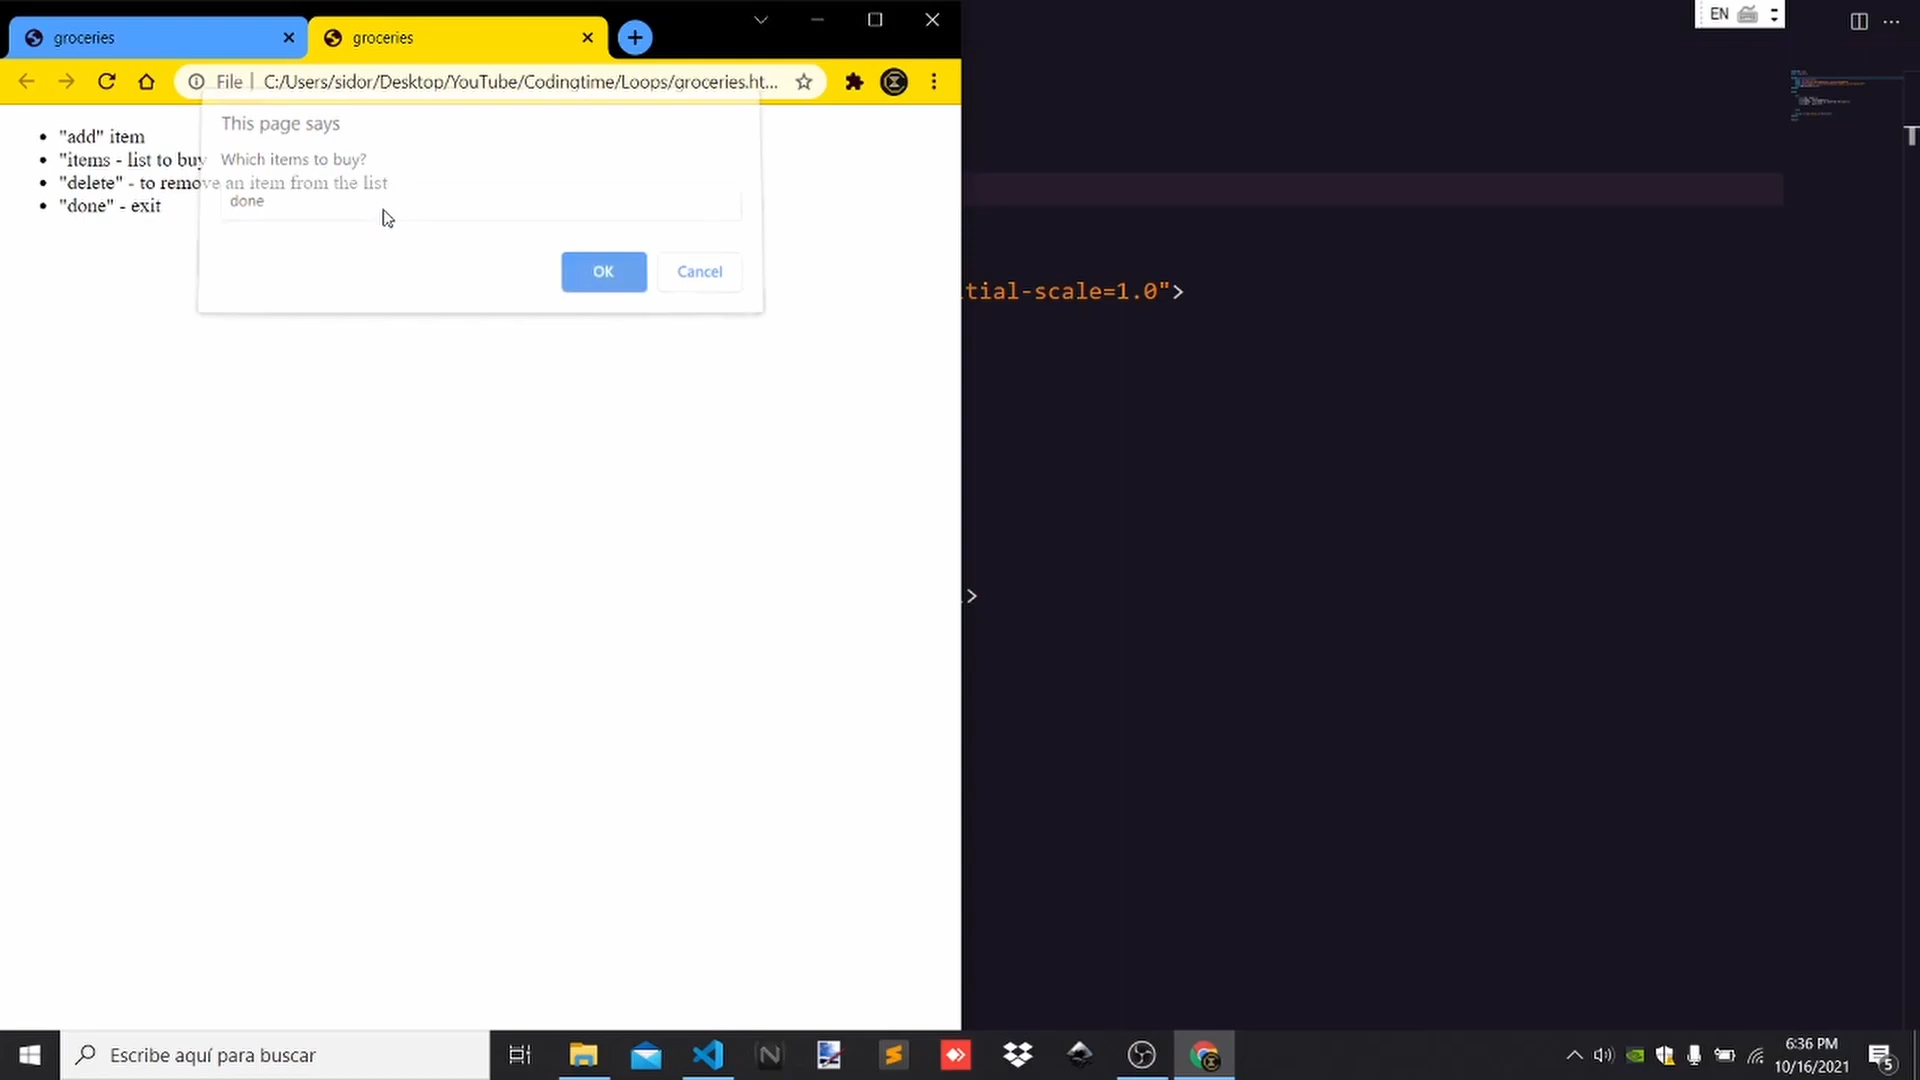 groceries
groceries
EN
File | C:/Users/sidor/Desktop/YouTube/Codingtime/Loops/groceries.ht...
This page says
Which items to buy?
done
OK
Cancel
"add" item
"items - list to buy
"delete" - to remove an item from the list
"done" - exit
tial-scale=1.0">
>
T
Escribe aquí para buscar
6:36 PM
10/16/2021
5